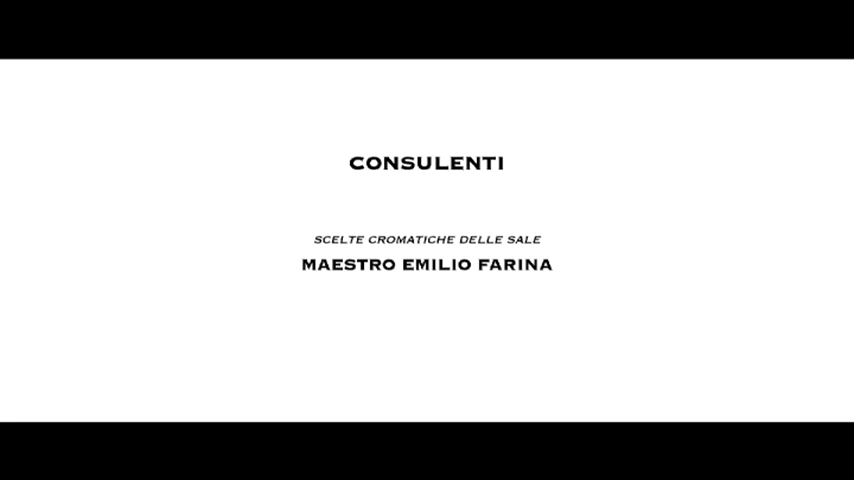 CONSULENTI
SCELTE CROMATICHE DELLE SALE
MAESTRO EMILIO FARINA